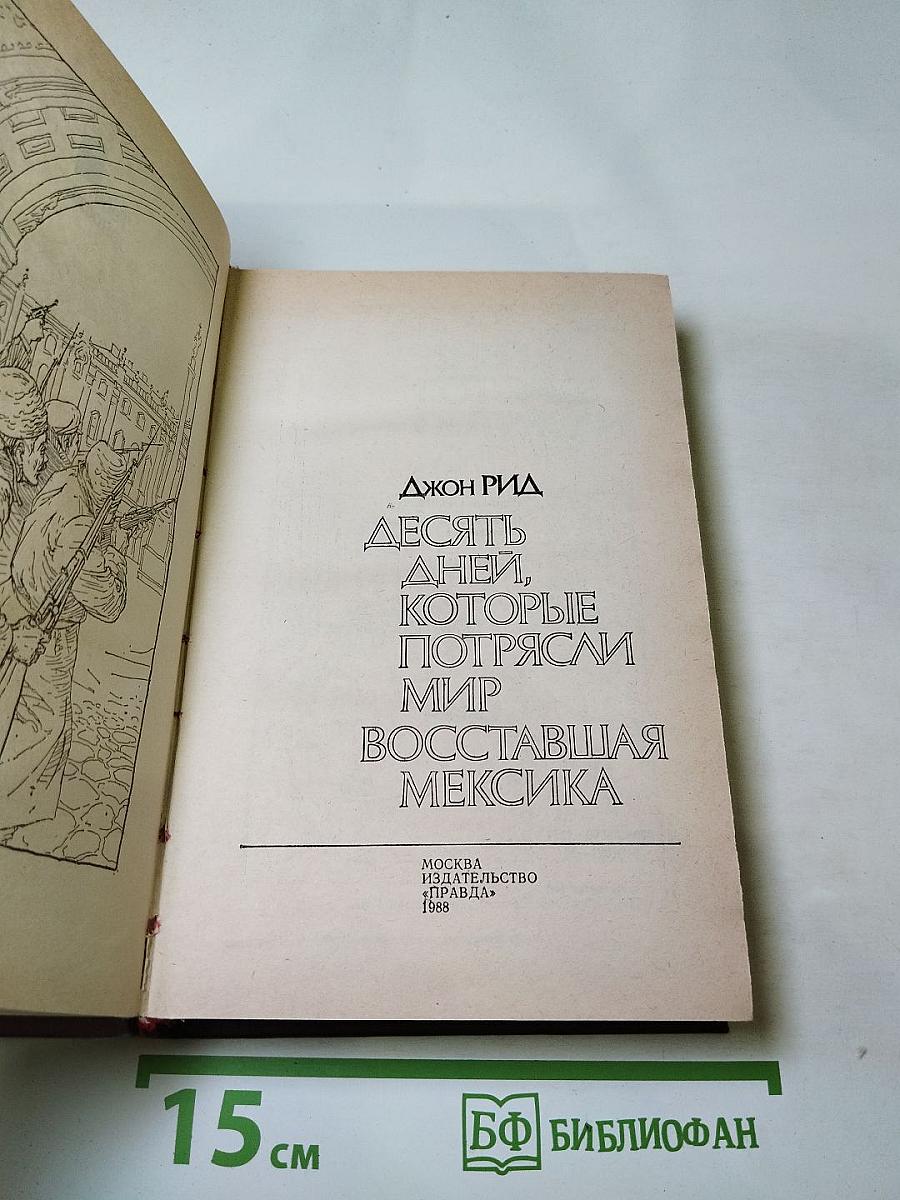 Джон РИД
ДЕСЯТЬ
ДНЕЙ,
КОТОРЫЕ
ПОТРЯСЛИ
МИР
ВОССТАВШАЯ
МЕКСИКА
МОСКВА
ИЗДАТЕЛЬСТВО
«ПРАВДА»
1988
15 см
БФ БИБЛИОФАН